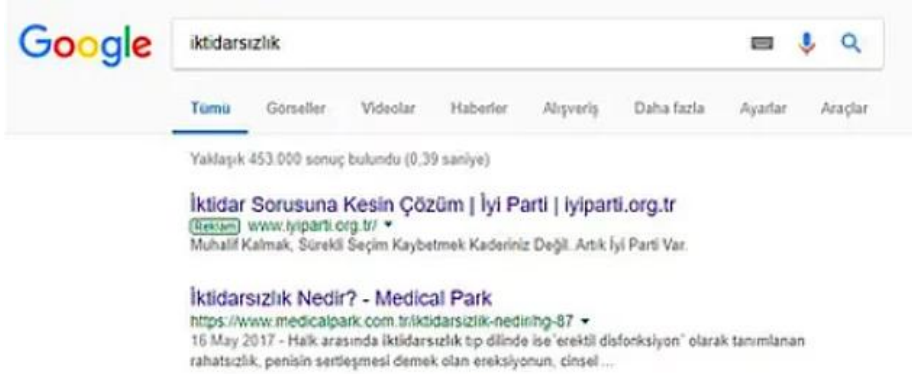 Google iktidarsızlık
Tümü Görseller Videolar Haberler Alışveriş Daha fazla Ayarlar Araçlar
Yaklaşık 453.000 sonuç bulundu (0,39 saniye)
İktidar Sorusuna Kesin Çözüm | İyi Parti | iyiparti.org.tr
Reklam www.iyiparti.org.tr/
Muhalif Kalmak, Sürekli Seçim Kaybetmek Kaderiniz Değil. Artık İyi Parti Var.
İktidarsızlık Nedir? - Medical Park
https://www.medicalpark.com.tr/iktidarsizlik-nedir/hg-87
16 May 2017 - Halk arasında iktidarsızlık tıp dilinde ise"erektil disfonksiyon" olarak tanımlanan
rahatsızlık, penisin sertleşmesi demek olan ereksiyonun, cinsel ...